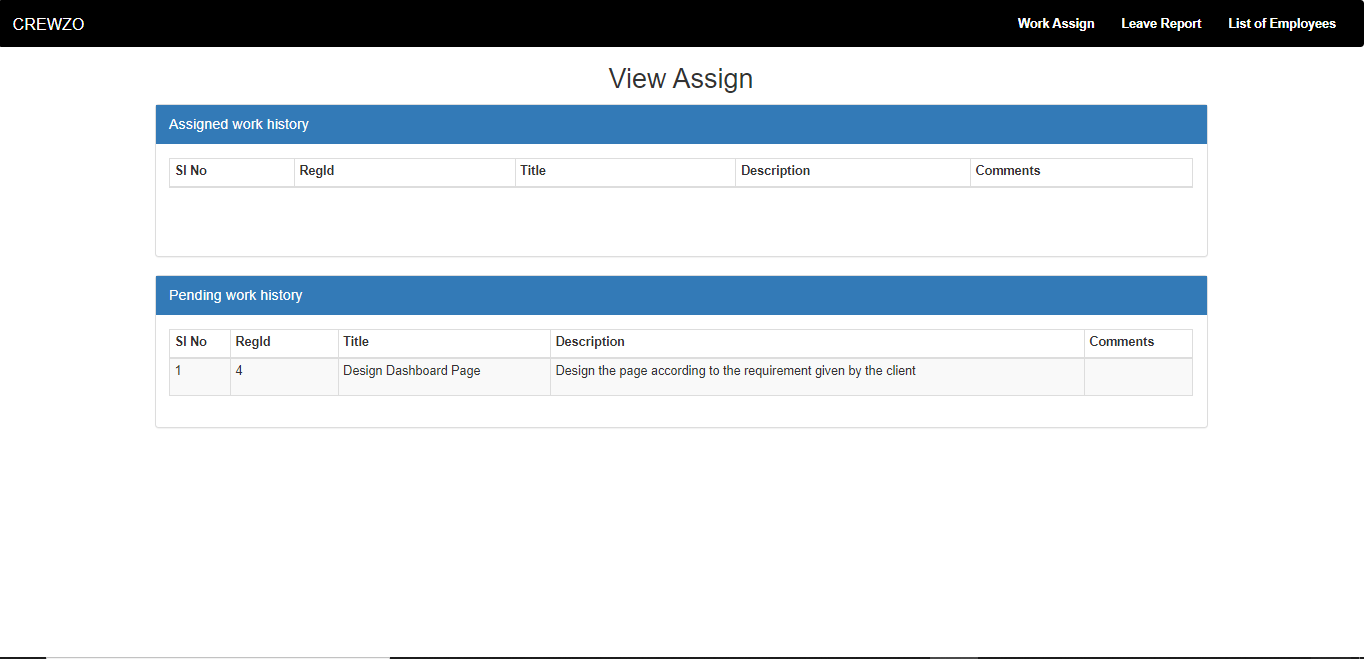 CREWZO Work Assign Leave Report List of Employees
View Assign
Assigned work history
Sl No RegId Title Description Comments
Pending work history
Sl No RegId Title Description Comments
1 4 Design Dashboard Page Design the page according to the requirement given by the client